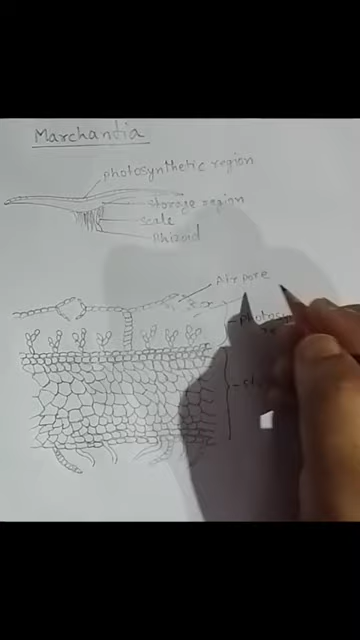 Marchantia
photosynthetic region
storage region
scale
Rhizoid
Air pore